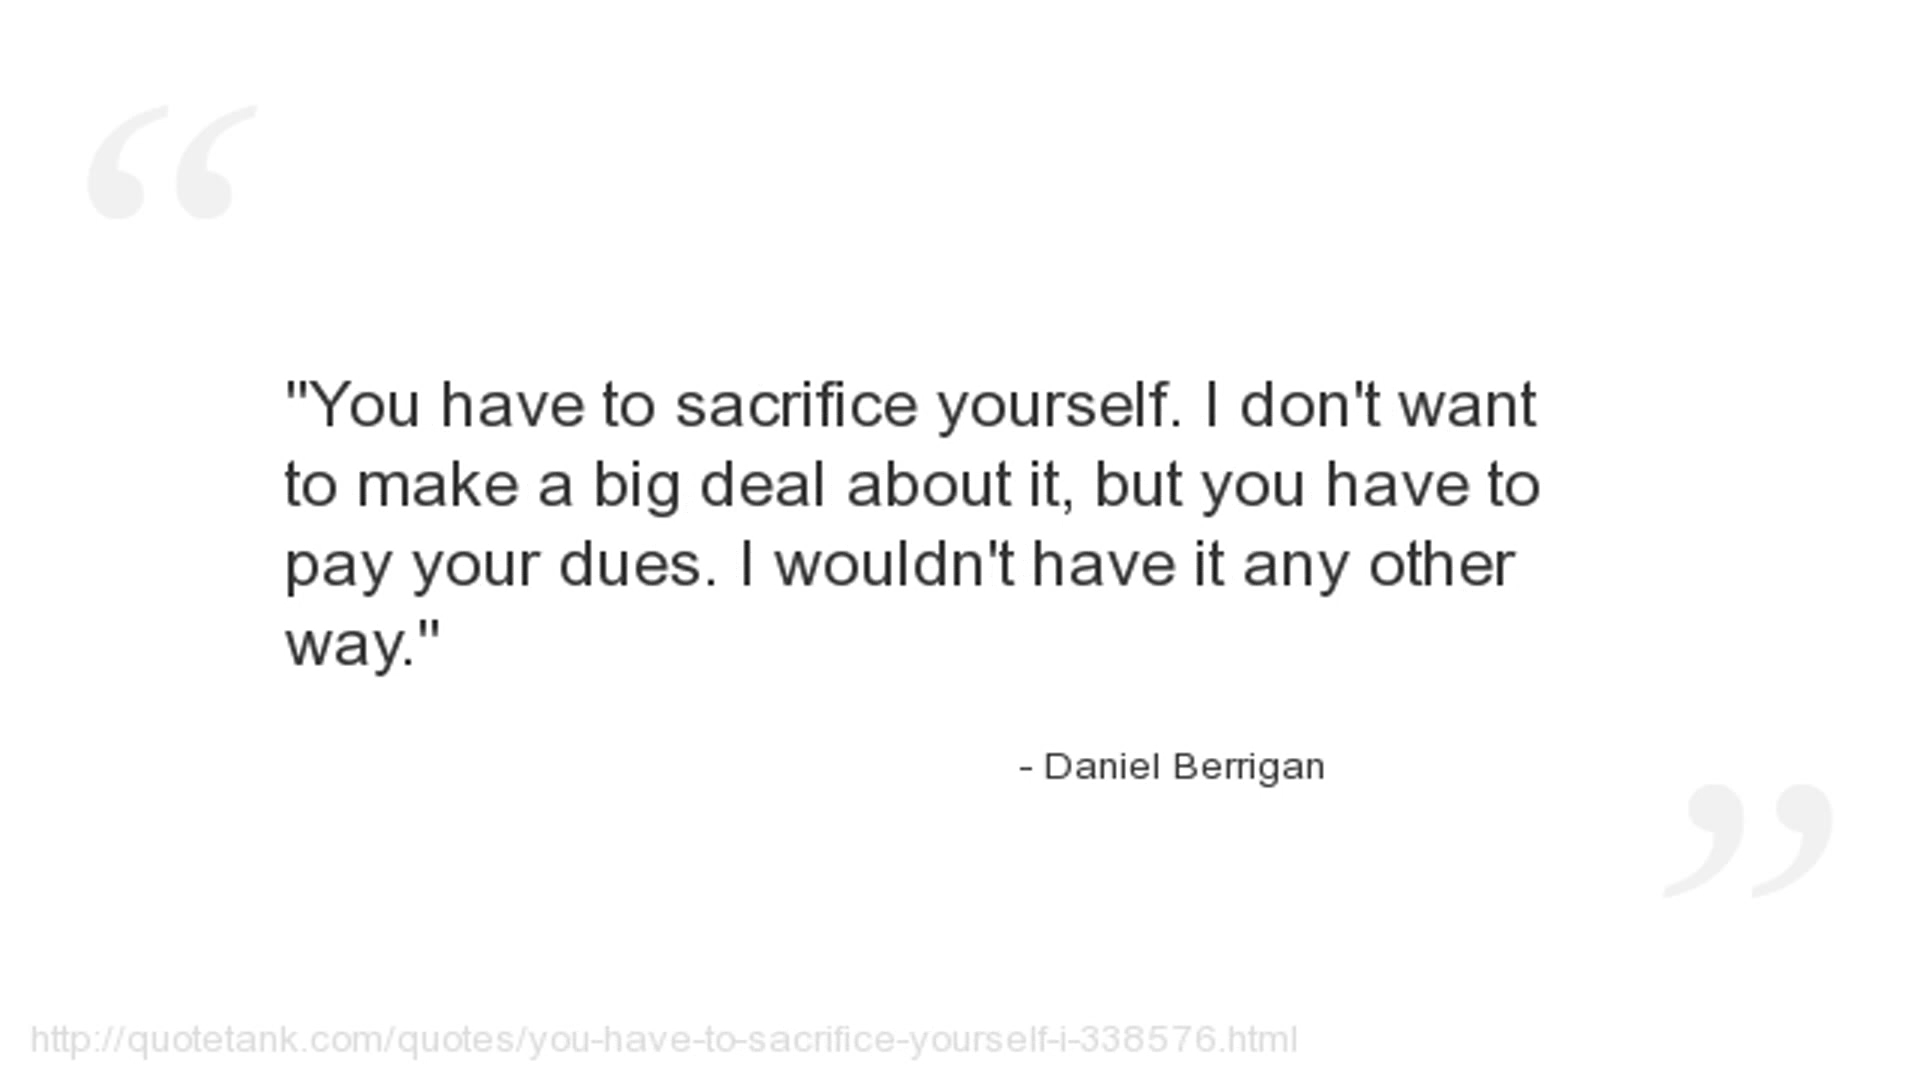 "You have to sacrifice yourself. I don't want
to make a big deal about it, but you have to
pay your dues. I wouldn't have it any other
way."
- Daniel Berrigan
http://quotetank.com/quotes/you-have-to-sacrifice-yourself-i-338576.html